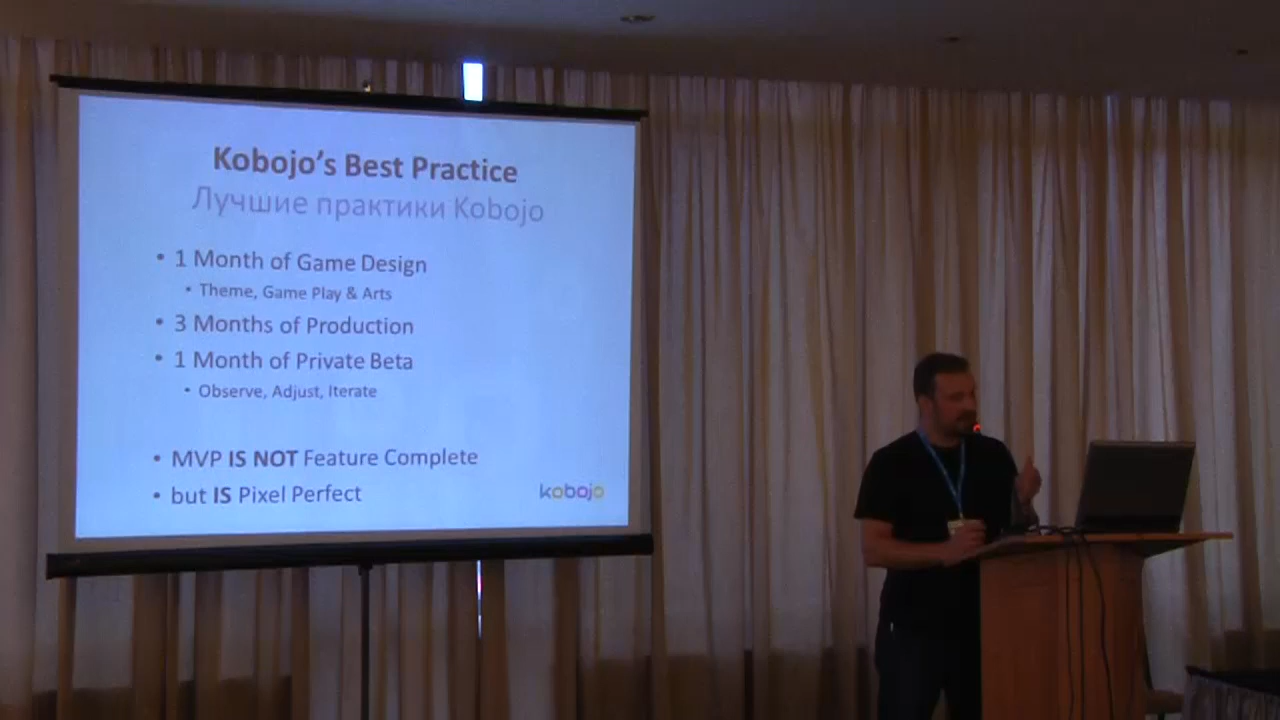 Kobojo's Best Practice
Лучшие практики Kobojo
• 1 Month of Game Design
• Theme, Game Play & Arts
• 3 Months of Production
• 1 Month of Private Beta
• Observe, Adjust, Iterate
• MVP IS NOT Feature Complete
• but IS Pixel Perfect
kobojo